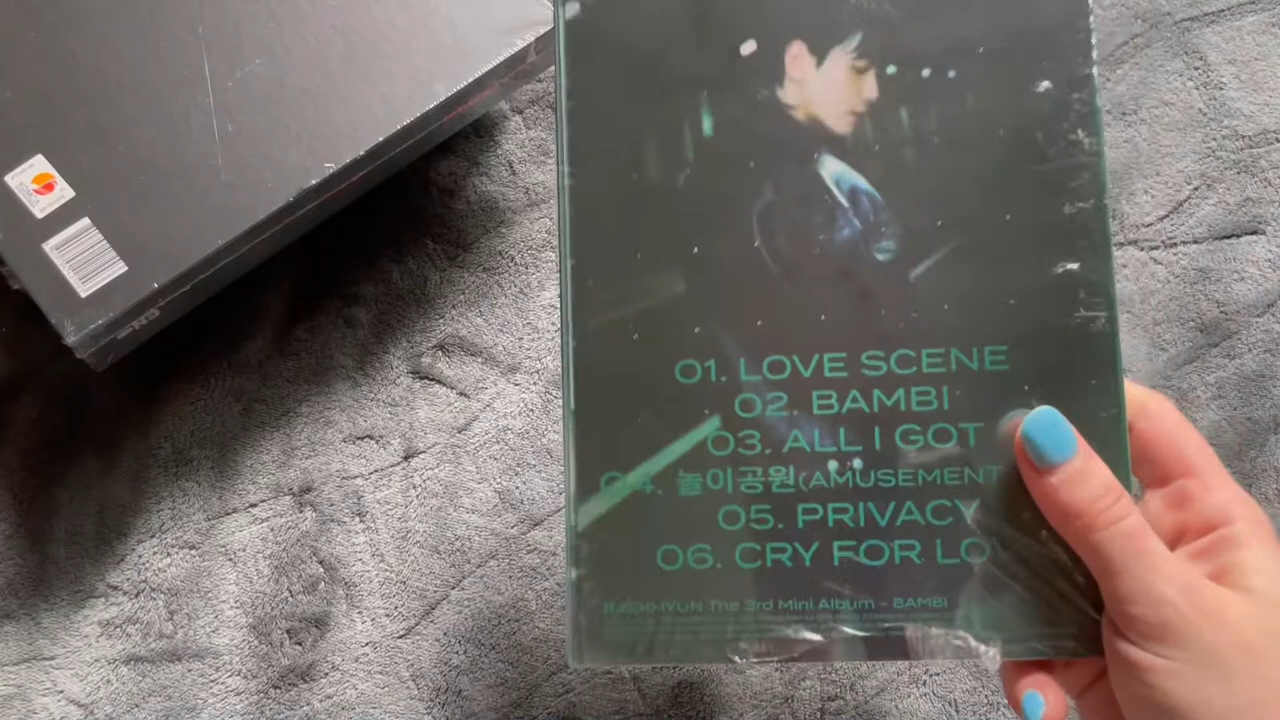 01. LOVE SCENE
02. BAMBI
03. ALL I GOT
04. 놀이공원(AMUSEMENT
05. PRIVACY
06. CRY FOR LO
BAEKHYUN The 3rd Mini Album - BAMBI